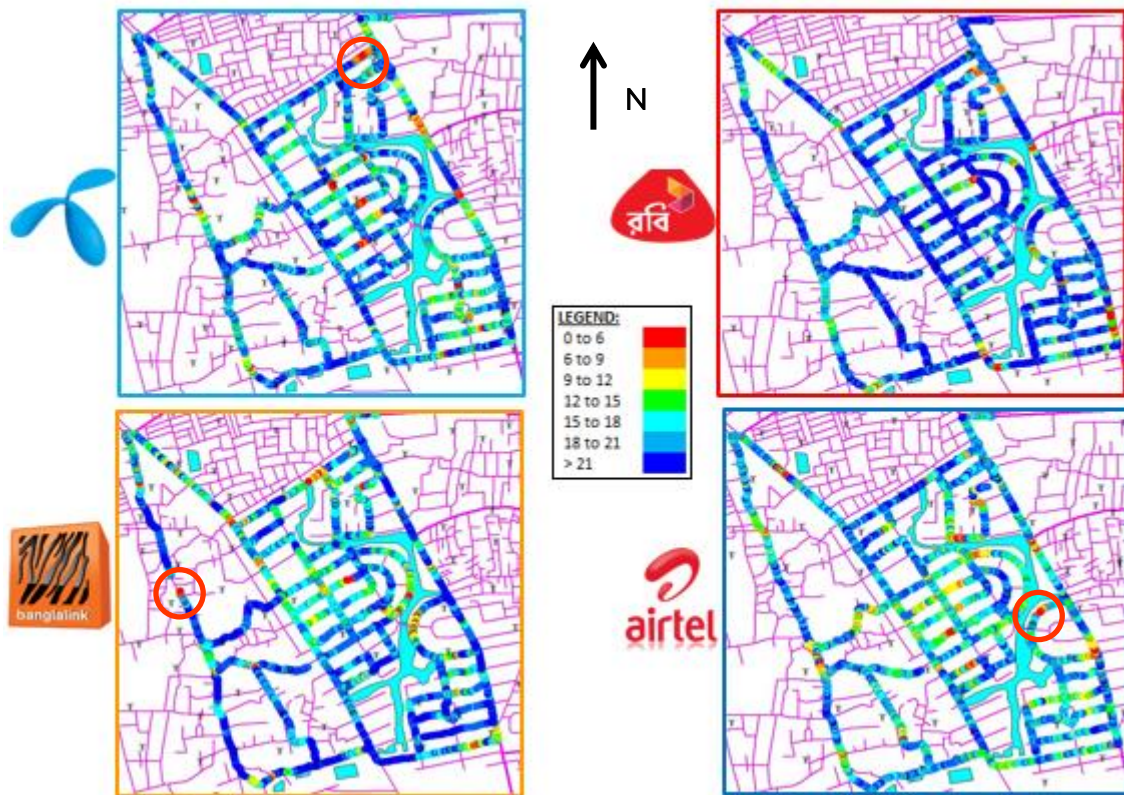 N
রবি
LEGEND:
0 to 6
6 to 9
9 to 12
12 to 15
15 to 18
18 to 21
> 21
banglalink
airtel